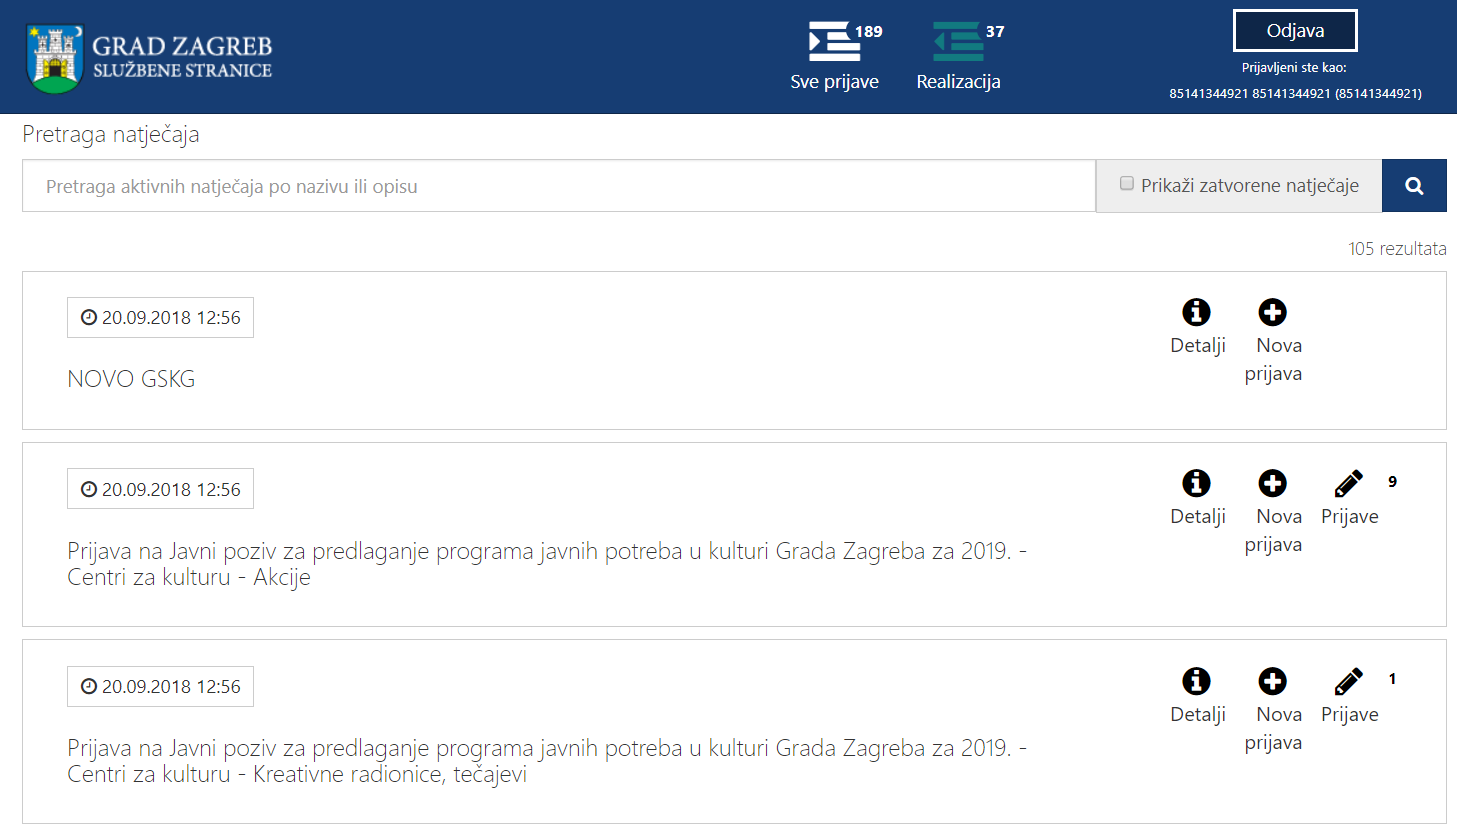 GRAD ZAGREB
SLUŽBENE STRANICE
189
Sve prijave
37
Realizacija
Odjava
Prijavljeni ste kao:
85141344921 85141344921 (85141344921)
Pretraga natječaja
Pretraga aktivnih natječaja po nazivu ili opisu
Prikaži zatvorene natječaje
105 rezultata
20.09.2018 12:56
NOVO GSKG
Detalji
Nova
prijava
20.09.2018 12:56
Prijava na Javni poziv za predlaganje programa javnih potreba u kulturi Grada Zagreba za 2019. -
Centri za kulturu - Akcije
Detalji
Nova
prijava
Prijave
9
20.09.2018 12:56
Prijava na Javni poziv za predlaganje programa javnih potreba u kulturi Grada Zagreba za 2019. -
Centri za kulturu - Kreativne radionice, tečajevi
Detalji
Nova
prijava
Prijave
1